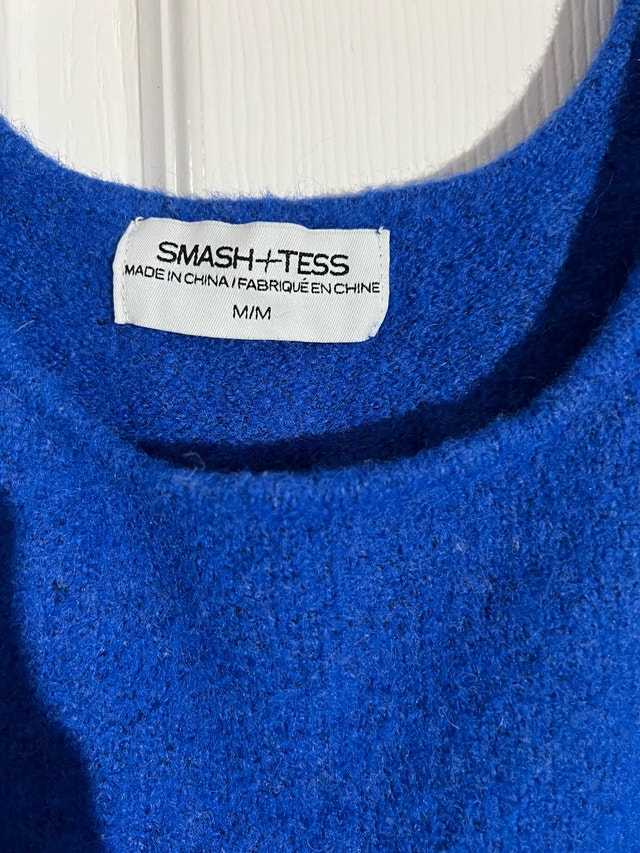 SMASH+TESS
MADE IN CHINA / FABRIQUÉ EN CHINE
M/M